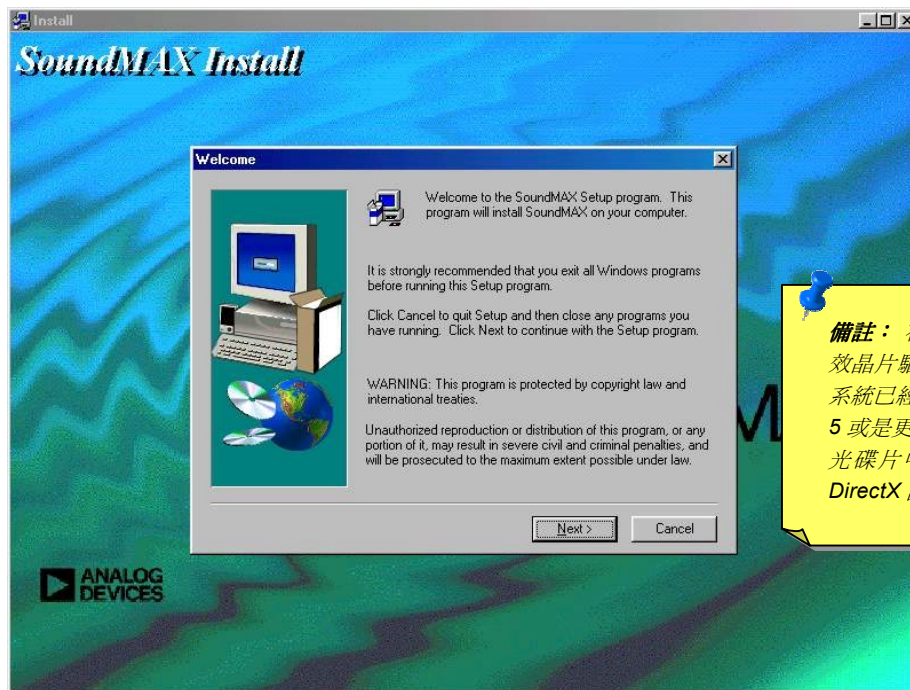 Install
SoundMAX Install
Welcome
Welcome to the SoundMAX Setup program. This
program will install SoundMAX on your computer.
It is strongly recommended that you exit all Windows programs
before running this Setup program.
Click Cancel to quit Setup and then close any programs you
have running. Click Next to continue with the Setup program.
WARNING: This program is protected by copyright law and
international treaties.
Unauthorized reproduction or distribution of this program, or any
portion of it, may result in severe civil and criminal penalties, and
will be prosecuted to the maximum extent possible under law.
Next >
Cancel
備註：
效晶片
系統已經
5 或是更
光碟片
DirectX
ANALOG
DEVICES